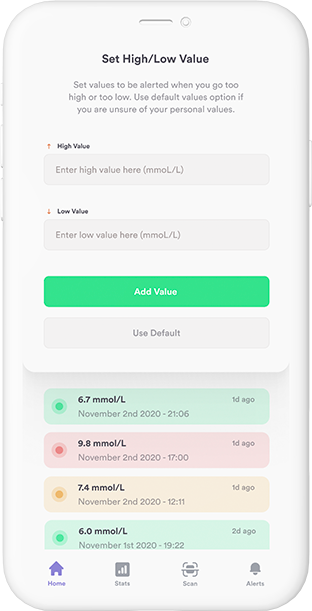 Set High/Low Value
Set values to be alerted when you go too
high or too low. Use default values option if
you are unsure of your personal values.
High Value
Enter high value here (mmoL/L)
Low Value
Enter low value here (mmoL/L)
Add Value
Use Default
6.7 mmol/L 1d ago
November 2nd 2020 - 21:06
9.8 mmol/L 1d ago
November 2nd 2020 - 17:00
7.4 mmol/L 1d ago
November 2nd 2020 - 12:11
6.0 mmol/L 2d ago
November 1st 2020 - 19:22
Home Stats Scan Alerts